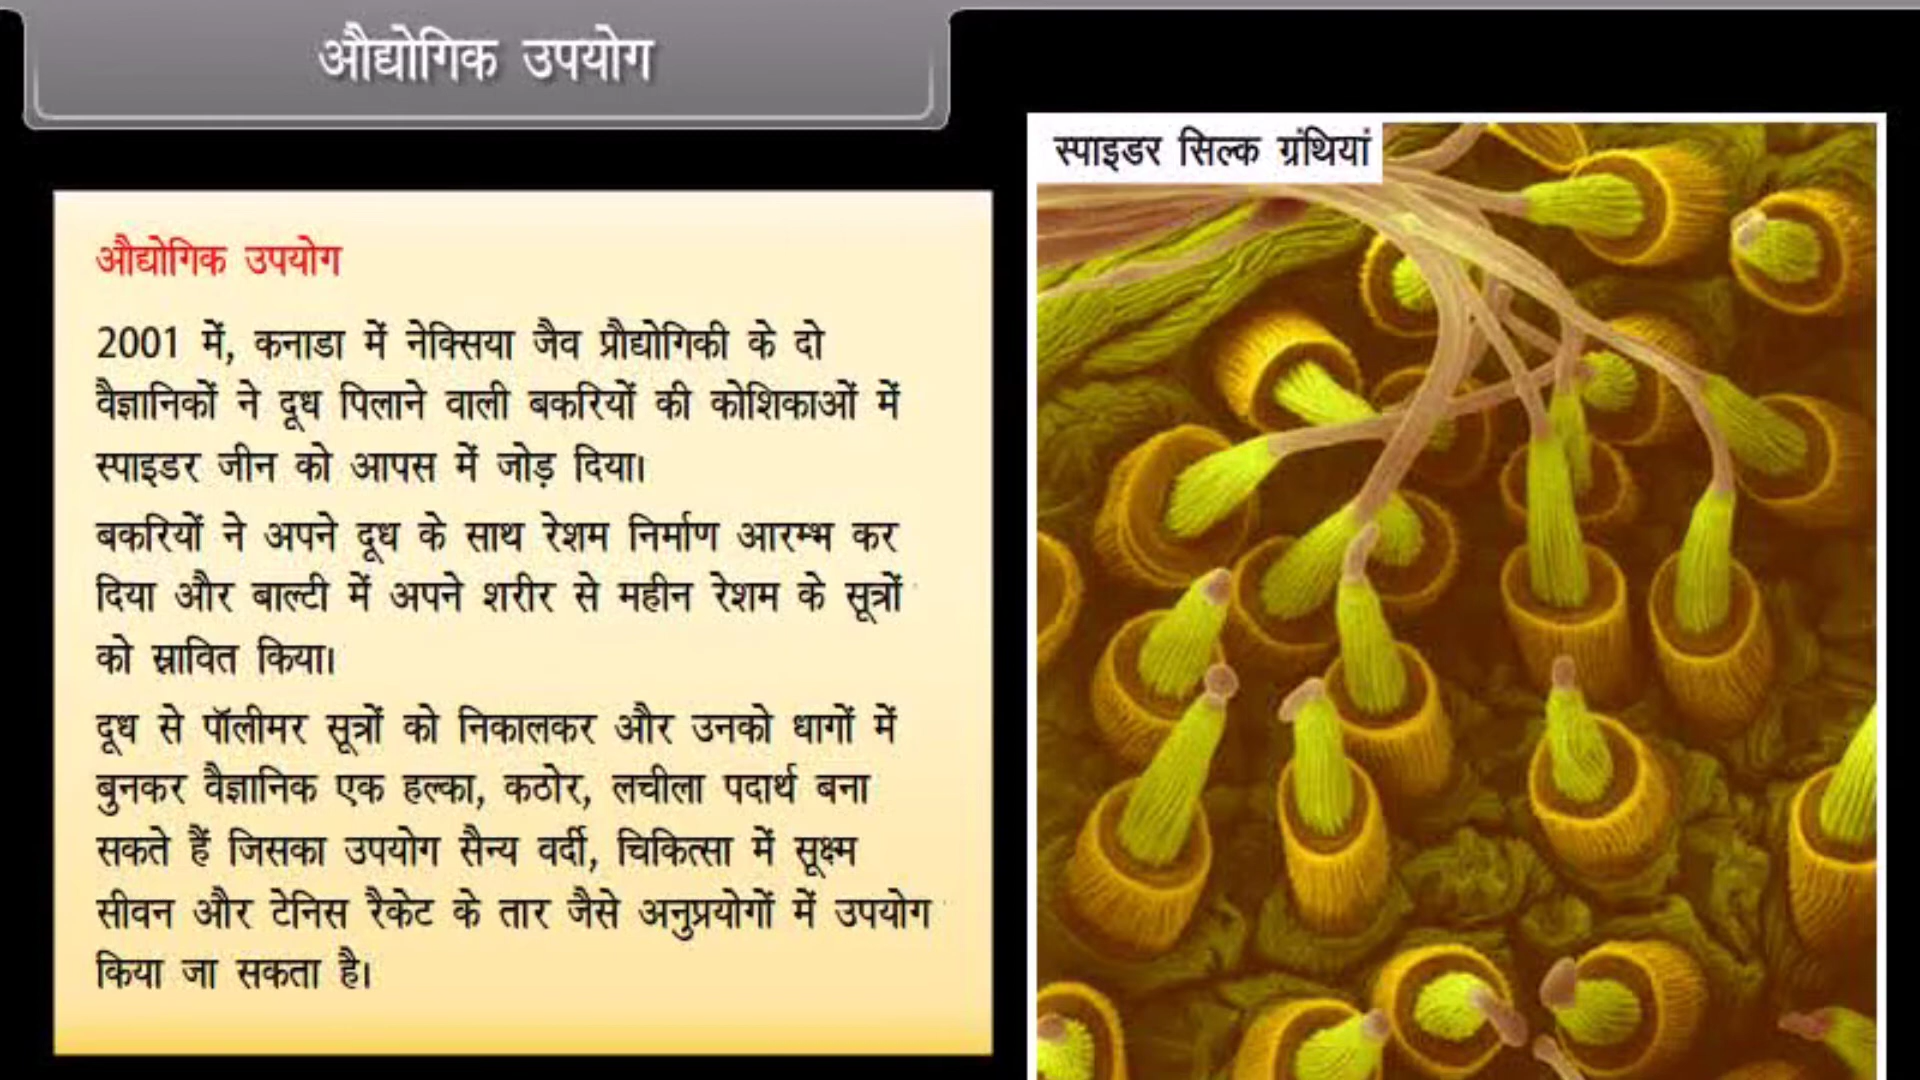 औद्योगिक उपयोग
स्पाइडर सिल्क ग्रंथियां
औद्योगिक उपयोग
2001 में, कनाडा में नेक्सिया जैव प्रौद्योगिकी के दो
वैज्ञानिकों ने दूध पिलाने वाली बकरियों की कोशिकाओं में
स्पाइडर जीन को आपस में जोड़ दिया।
बकरियों ने अपने दूध के साथ रेशम निर्माण आरम्भ कर
दिया और बाल्टी में अपने शरीर से महीन रेशम के सूत्रों
को स्रावित किया।
दूध से पॉलीमर सूत्रों को निकालकर और उनको धागों में
बुनकर वैज्ञानिक एक हल्का, कठोर, लचीला पदार्थ बना
सकते हैं जिसका उपयोग सैन्य वर्दी, चिकित्सा में सूक्ष्म
सीवन और टेनिस रैकेट के तार जैसे अनुप्रयोगों में उपयोग
किया जा सकता है।